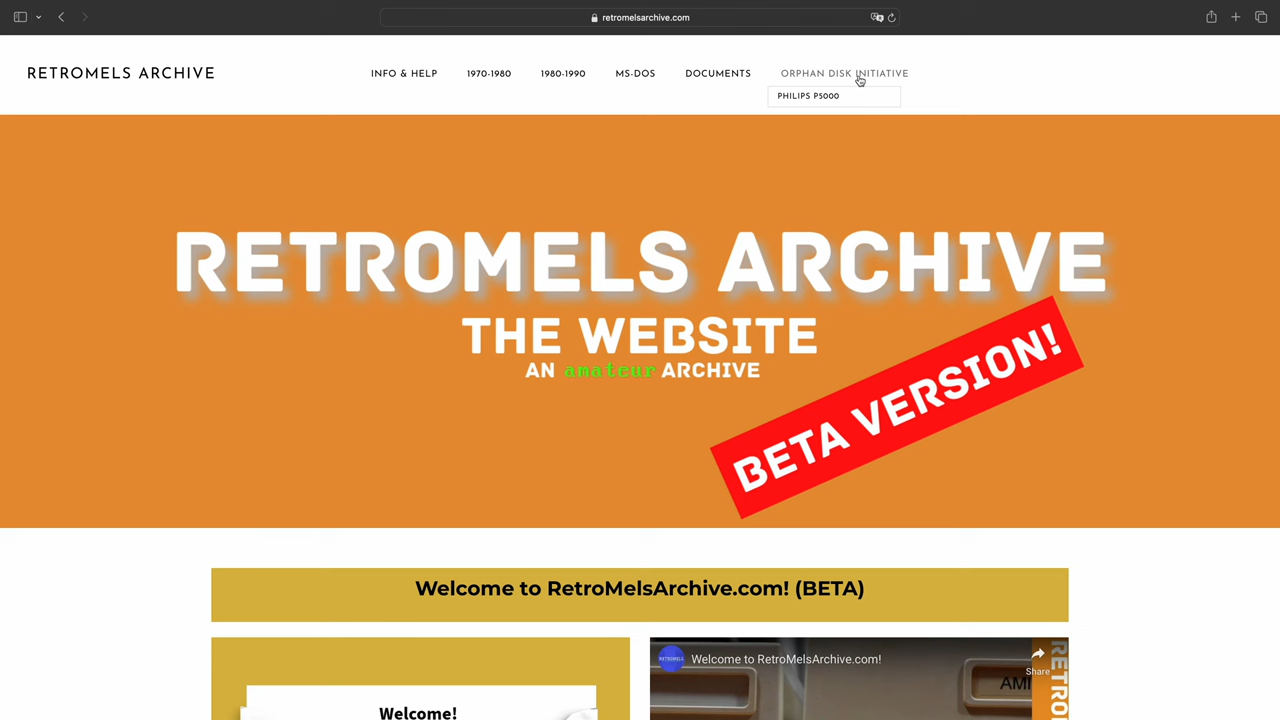 retromelsarchive.com
RETROMELS ARCHIVE
INFO & HELP
1970-1980
1980-1990
MS-DOS
DOCUMENTS
ORPHAN DISK INITIATIVE
PHILIPS P5000
RETROMELS ARCHIVE
THE WEBSITE
AN amateur ARCHIVE
BETA VERSION!
Welcome to RetroMelsArchive.com! (BETA)
Welcome!
RETROMELS
Welcome to RetroMelsArchive.com!
Share
AMI
RETRO